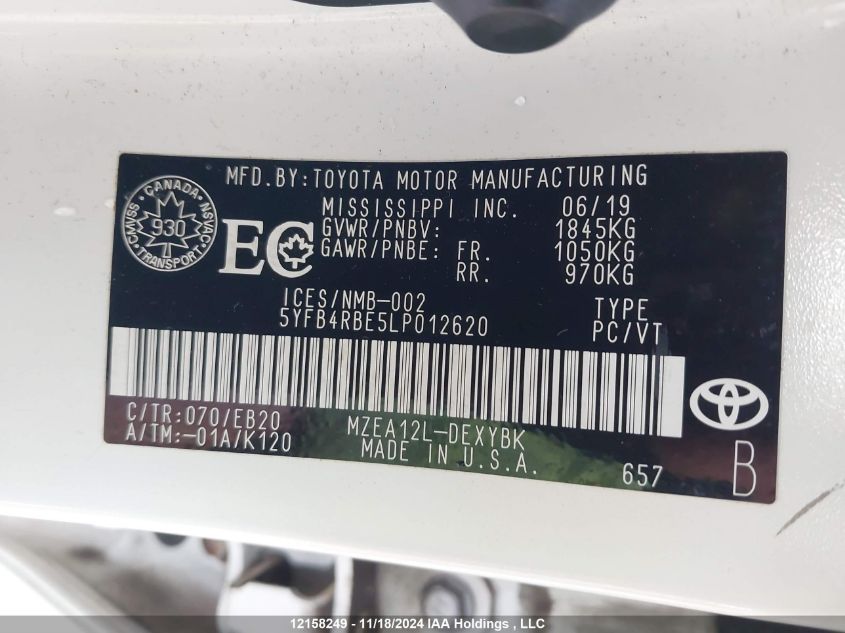 MFD.BY:TOYOTA MOTOR MANUFACTURING
MISSISSIPPI INC. 06/19
GVWR/PNBV: 1845KG
GAWR/PNBE: FR. 1050KG
RR. 970KG
CANADA
CMVSS 930 NSVAC
TRANSPORT
EC
ICES/NMB-002 TYPE
5YFB4RBE5LP012620 PC/VT
C/TR:070/EB20 MZEA12L-DEXYBK
A/TM:-01A/K120 MADE IN U.S.A.
657 B
12158249 - 11/18/2024 IAA Holdings , LLC